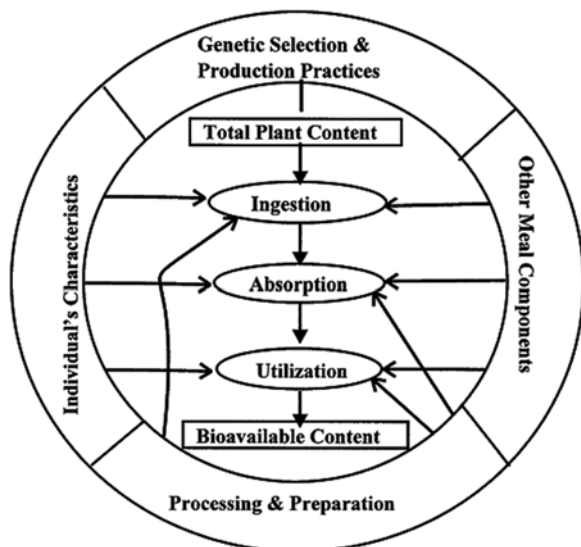 Genetic Selection &
Production Practices
Total Plant Content
Ingestion
Absorption
Utilization
Bioavailable Content
Individual's Characteristics
Other Meal Components
Processing & Preparation